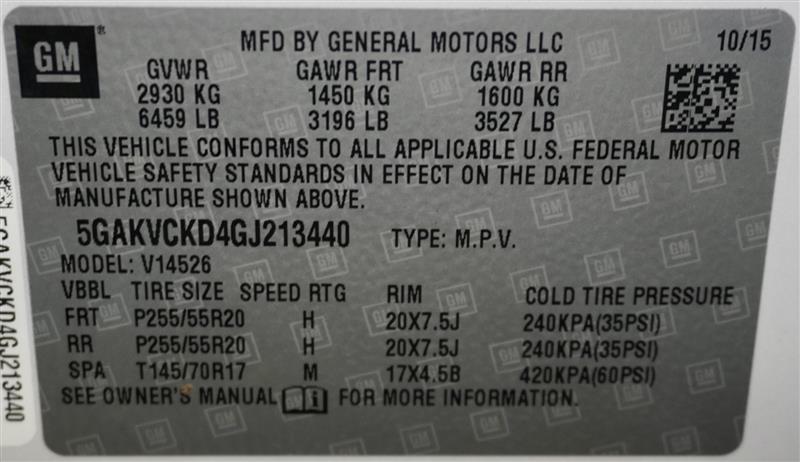 GM
MFD BY GENERAL MOTORS LLC 10/15
GVWR GAWR FRT GAWR RR
2930 KG 1450 KG 1600 KG
6459 LB 3196 LB 3527 LB
THIS VEHICLE CONFORMS TO ALL APPLICABLE U.S. FEDERAL MOTOR
VEHICLE SAFETY STANDARDS IN EFFECT ON THE DATE OF
MANUFACTURE SHOWN ABOVE.
5GAKVCKD4GJ213440 TYPE: M.P.V.
MODEL: V14526
VBBL TIRE SIZE SPEED RTG RIM COLD TIRE PRESSURE
FRT P255/55R20 H 20X7.5J 240KPA(35PSI)
RR P255/55R20 H 20X7.5J 240KPA(35PSI)
SPA T145/70R17 M 17X4.5B 420KPA(60PSI)
SEE OWNER'S MANUAL FOR MORE INFORMATION.
5GAKVCKD4GJ213440